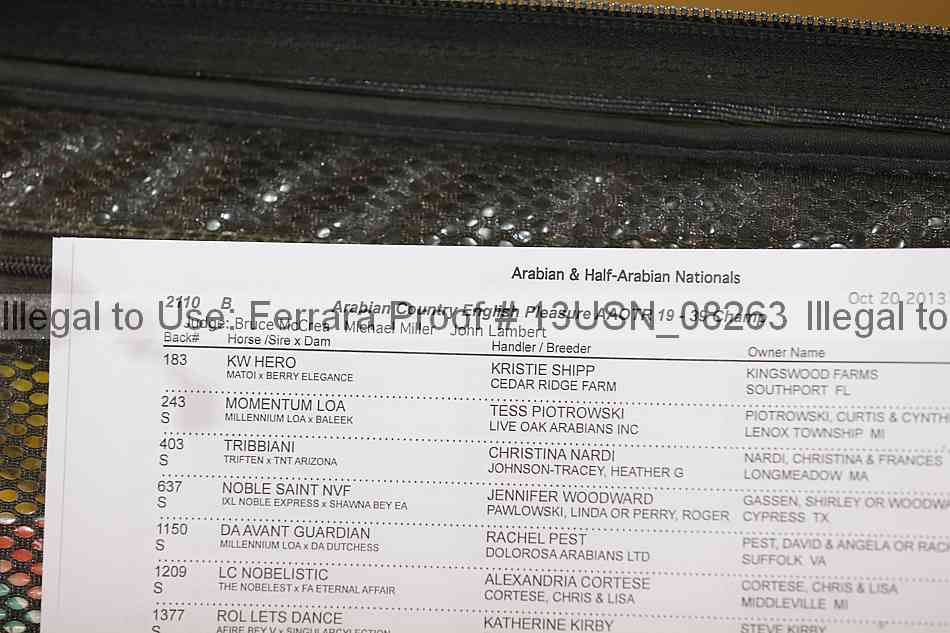 Arabian & Half-Arabian Nationals
Oct 20,2013
2110 B Arabian Country English Pleasure AAOTR 19 - 39 Champ
Illegal to Use: Ferrara Proof # 13USN_08263 Illegal to
Judge: Bruce McCrea Michael Miller John Lambert
Back# Horse /Sire x Dam Handler / Breeder Owner Name
183 KW HERO KRISTIE SHIPP KINGSWOOD FARMS
MATOI x BERRY ELEGANCE CEDAR RIDGE FARM SOUTHPORT FL
243 MOMENTUM LOA TESS PIOTROWSKI PIOTROWSKI, CURTIS & CYNTH
S MILLENNIUM LOA x BALEEK LIVE OAK ARABIANS INC LENOX TOWNSHIP MI
403 TRIBBIANI CHRISTINA NARDI NARDI, CHRISTINA & FRANCES
S TRIFTEN x TNT ARIZONA JOHNSON-TRACEY, HEATHER G LONGMEADOW MA
637 NOBLE SAINT NVF JENNIFER WOODWARD GASSEN, SHIRLEY OR WOODW
S IXL NOBLE EXPRESS x SHAWNA BEY EA PAWLOWSKI, LINDA OR PERRY, ROGER CYPRESS TX
1150 DA AVANT GUARDIAN RACHEL PEST PEST, DAVID & ANGELA OR RAC
S MILLENNIUM LOA x DA DUTCHESS DOLOROSA ARABIANS LTD SUFFOLK VA
1209 LC NOBELISTIC ALEXANDRIA CORTESE CORTESE, CHRIS & LISA
S THE NOBELEST x FA ETERNAL AFFAIR CORTESE, CHRIS & LISA MIDDLEVILLE MI
1377 ROL LETS DANCE KATHERINE KIRBY STEVE KIRBY
S AFIRE BEY V x SINGULARCYLECTION